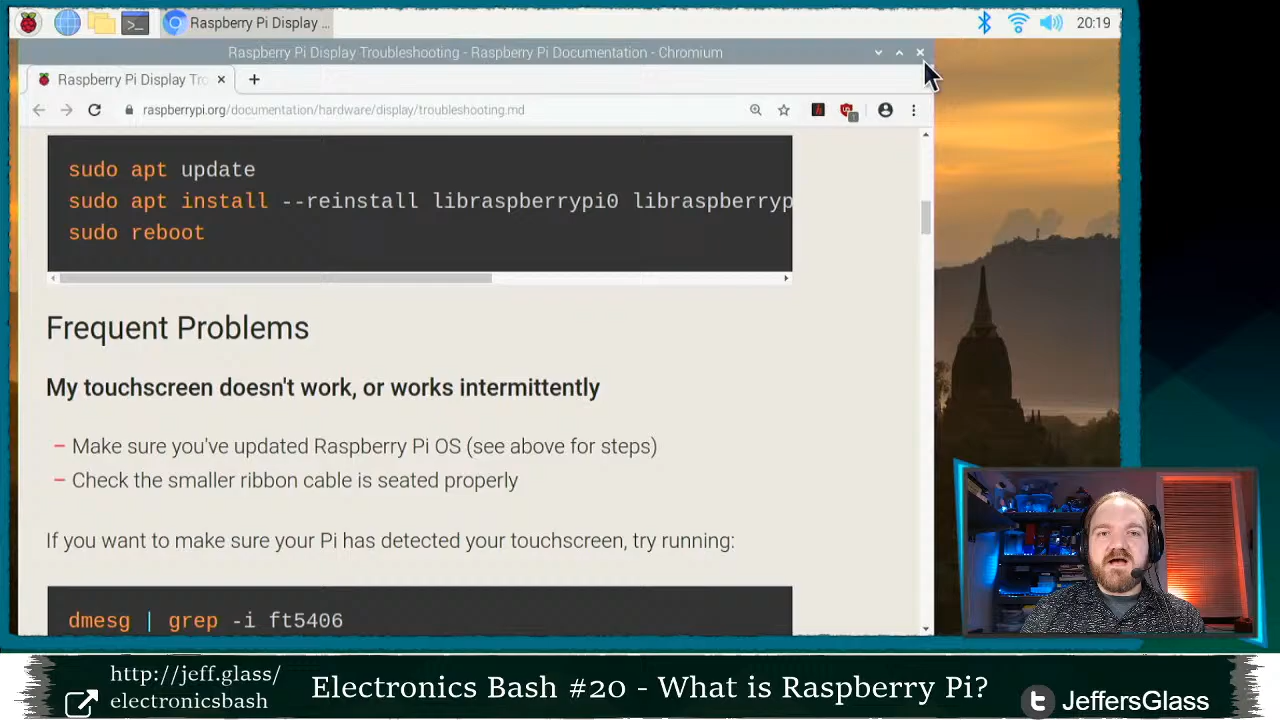 Raspberry Pi Display ...
20:19
Raspberry Pi Display Troubleshooting - Raspberry Pi Documentation - Chromium
Raspberry Pi Display Tro
raspberrypi.org/documentation/hardware/display/troubleshooting.md
sudo apt update
sudo apt install --reinstall libraspberrypi0 libraspberryp
sudo reboot
Frequent Problems
My touchscreen doesn't work, or works intermittently
– Make sure you've updated Raspberry Pi OS (see above for steps)
– Check the smaller ribbon cable is seated properly
If you want to make sure your Pi has detected your touchscreen, try running:
dmesg | grep -i ft5406
http://jeff.glass/
electronicsbash
Electronics Bash #20 - What is Raspberry Pi?
JeffersGlass